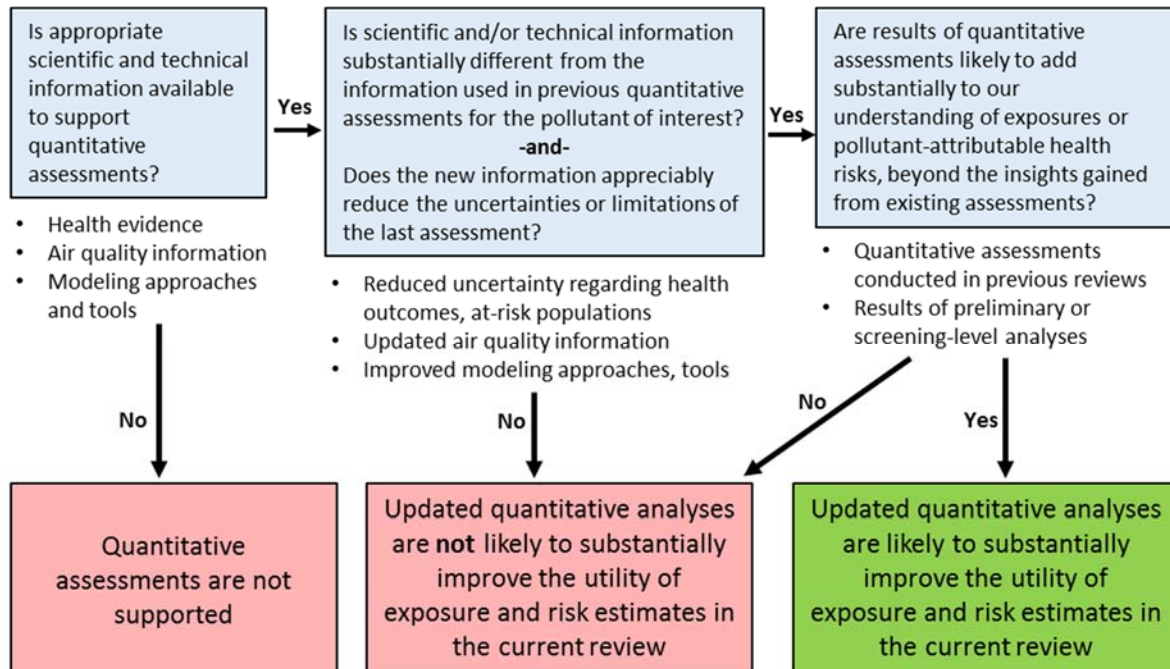 Is appropriate
scientific and technical
information available
to support
quantitative
assessments?
Yes
Is scientific and/or technical information
substantially different from the
information used in previous quantitative
assessments for the pollutant of interest?
-and-
Does the new information appreciably
reduce the uncertainties or limitations of
the last assessment?
Yes
Are results of quantitative
assessments likely to add
substantially to our
understanding of exposures or
pollutant-attributable health
risks, beyond the insights gained
from existing assessments?
• Health evidence
• Air quality information
• Modeling approaches
and tools
• Reduced uncertainty regarding health
outcomes, at-risk populations
• Updated air quality information
• Improved modeling approaches, tools
• Quantitative assessments
conducted in previous reviews
• Results of preliminary or
screening-level analyses
No
No
No
Yes
Quantitative
assessments are not
supported
Updated quantitative analyses
are not likely to substantially
improve the utility of
exposure and risk estimates in
the current review
Updated quantitative analyses
are likely to substantially
improve the utility of
exposure and risk estimates in
the current review